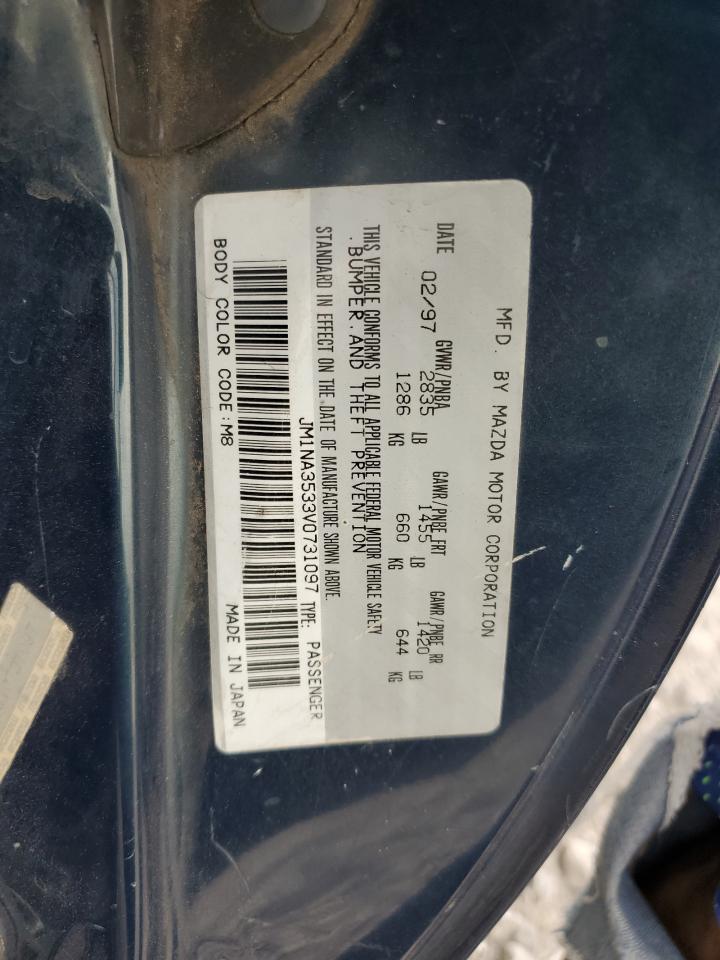 MFD. BY MAZDA MOTOR CORPORATION
DATE GVWR/PNBA GAWR/PNBE FRT GAWR/PNBE RR
02/97 2835 LB 1455 LB 1420 LB
1286 KG 660 KG 644 KG
THIS VEHICLE CONFORMS TO ALL APPLICABLE FEDERAL MOTOR VEHICLE SAFETY
.BUMPER.AND THEFT PREVENTION
STANDARD IN EFFECT ON THE DATE OF MANUFACTURE SHOWN ABOVE.
JM1NA3533V0731097 TYPE: PASSENGER
BODY COLOR CODE:M8 MADE IN JAPAN